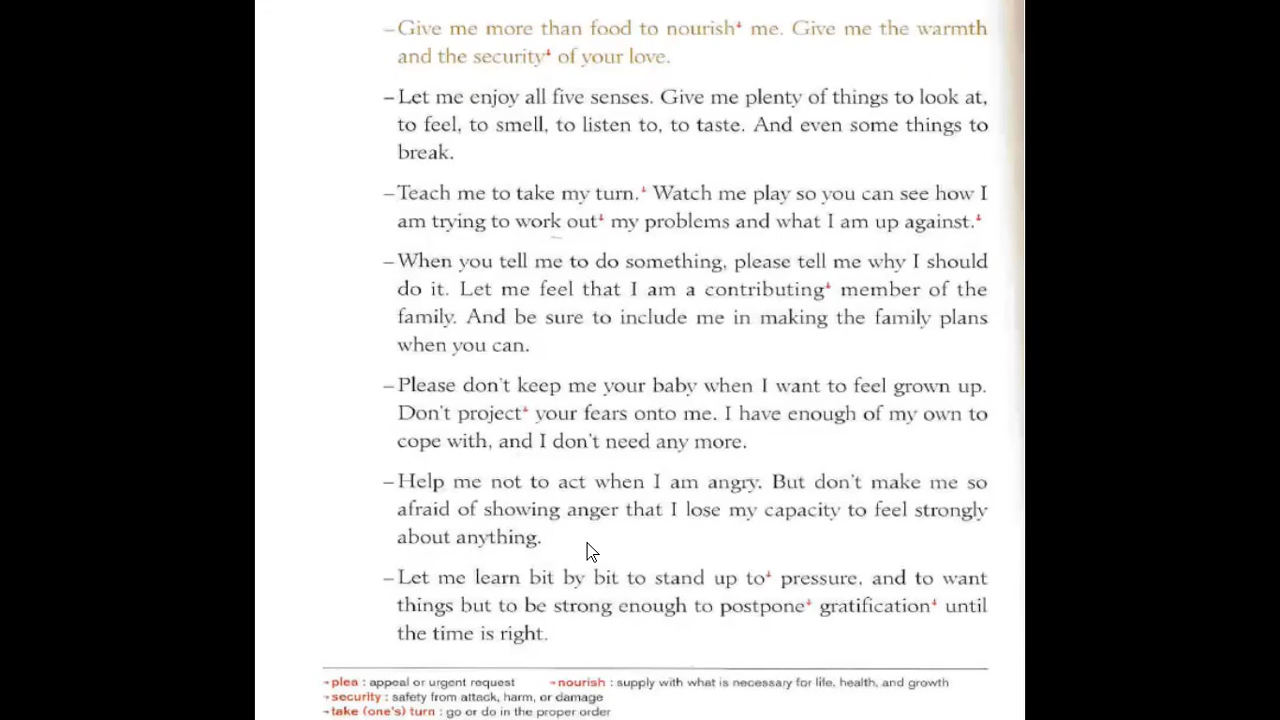 –Give me more than food to nourish me. Give me the warmth
and the security of your love.
–Let me enjoy all five senses. Give me plenty of things to look at,
to feel, to smell, to listen to, to taste. And even some things to
break.
–Teach me to take my turn. Watch me play so you can see how I
am trying to work out my problems and what I am up against.
–When you tell me to do something, please tell me why I should
do it. Let me feel that I am a contributing member of the
family. And be sure to include me in making the family plans
when you can.
–Please don't keep me your baby when I want to feel grown up.
Don't project your fears onto me. I have enough of my own to
cope with, and I don't need any more.
–Help me not to act when I am angry. But don't make me so
afraid of showing anger that I lose my capacity to feel strongly
about anything.
–Let me learn bit by bit to stand up to pressure, and to want
things but to be strong enough to postpone gratification until
the time is right.
plea : appeal or urgent request nourish : supply with what is necessary for life, health, and growth
security : safety from attack, harm, or damage
take (one's) turn : go or do in the proper order